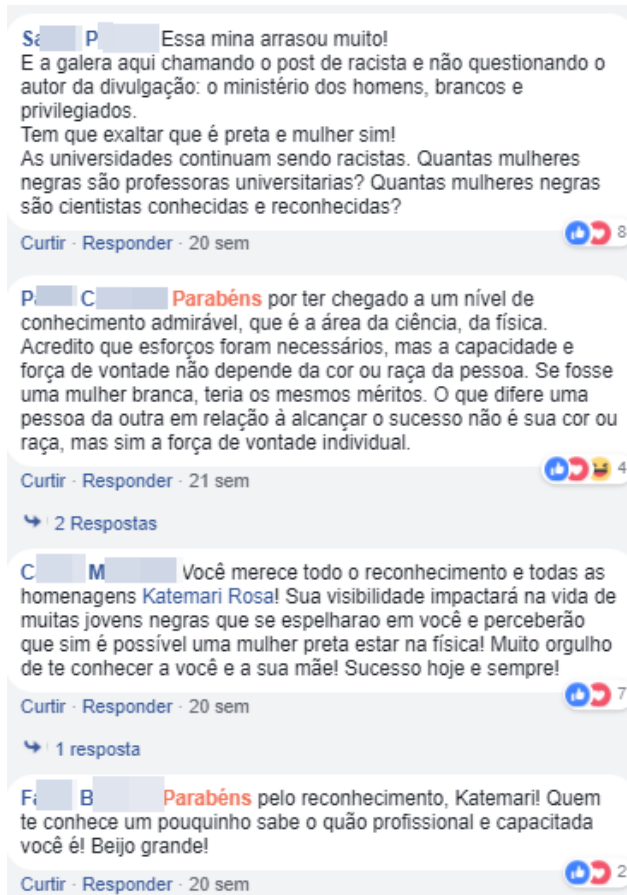 Sa P Essa mina arrasou muito!
E a galera aqui chamando o post de racista e não questionando o
autor da divulgação: o ministério dos homens, brancos e
privilegiados.
Tem que exaltar que é preta e mulher sim!
As universidades continuam sendo racistas. Quantas mulheres
negras são professoras universitarias? Quantas mulheres negras
são cientistas conhecidas e reconhecidas?
8
Curtir · Responder · 20 sem
P C Parabéns por ter chegado a um nível de
conhecimento admirável, que é a área da ciência, da física.
Acredito que esforços foram necessários, mas a capacidade e
força de vontade não depende da cor ou raça da pessoa. Se fosse
uma mulher branca, teria os mesmos méritos. O que difere uma
pessoa da outra em relação à alcançar o sucesso não é sua cor ou
raça, mas sim a força de vontade individual.
4
Curtir · Responder · 21 sem
2 Respostas
C M Você merece todo o reconhecimento e todas as
homenagens Katemari Rosa! Sua visibilidade impactará na vida de
muitas jovens negras que se espelharao em você e perceberão
que sim é possível uma mulher preta estar na física! Muito orgulho
de te conhecer a você e a sua mãe! Sucesso hoje e sempre!
7
Curtir · Responder · 20 sem
1 resposta
Fa B Parabéns pelo reconhecimento, Katemari! Quem
te conhece um pouquinho sabe o quão profissional e capacitada
você é! Beijo grande!
2
Curtir · Responder · 20 sem